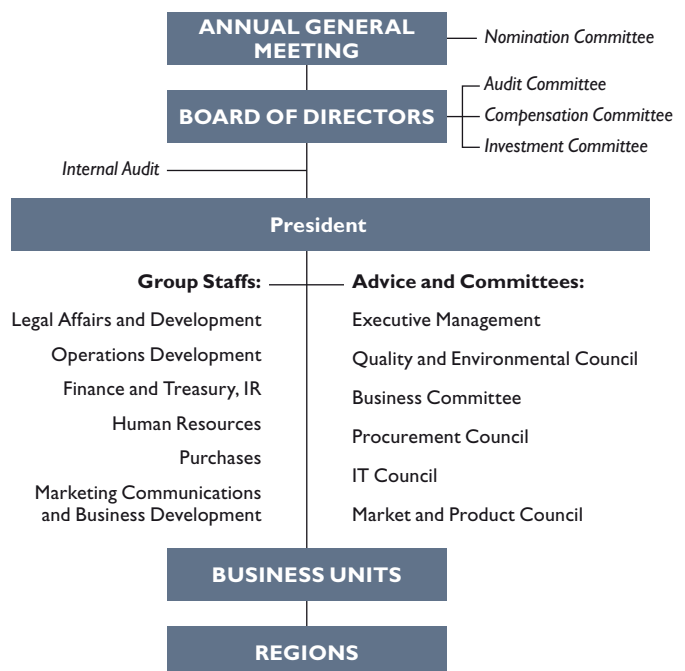 ANNUAL GENERAL
MEETING
Nomination Committee
Audit Committee
BOARD OF DIRECTORS
Compensation Committee
Investment Committee
Internal Audit
President
Group Staffs:
Legal Affairs and Development
Operations Development
Finance and Treasury, IR
Human Resources
Purchases
Marketing Communications
and Business Development
Advice and Committees:
Executive Management
Quality and Environmental Council
Business Committee
Procurement Council
IT Council
Market and Product Council
BUSINESS UNITS
REGIONS